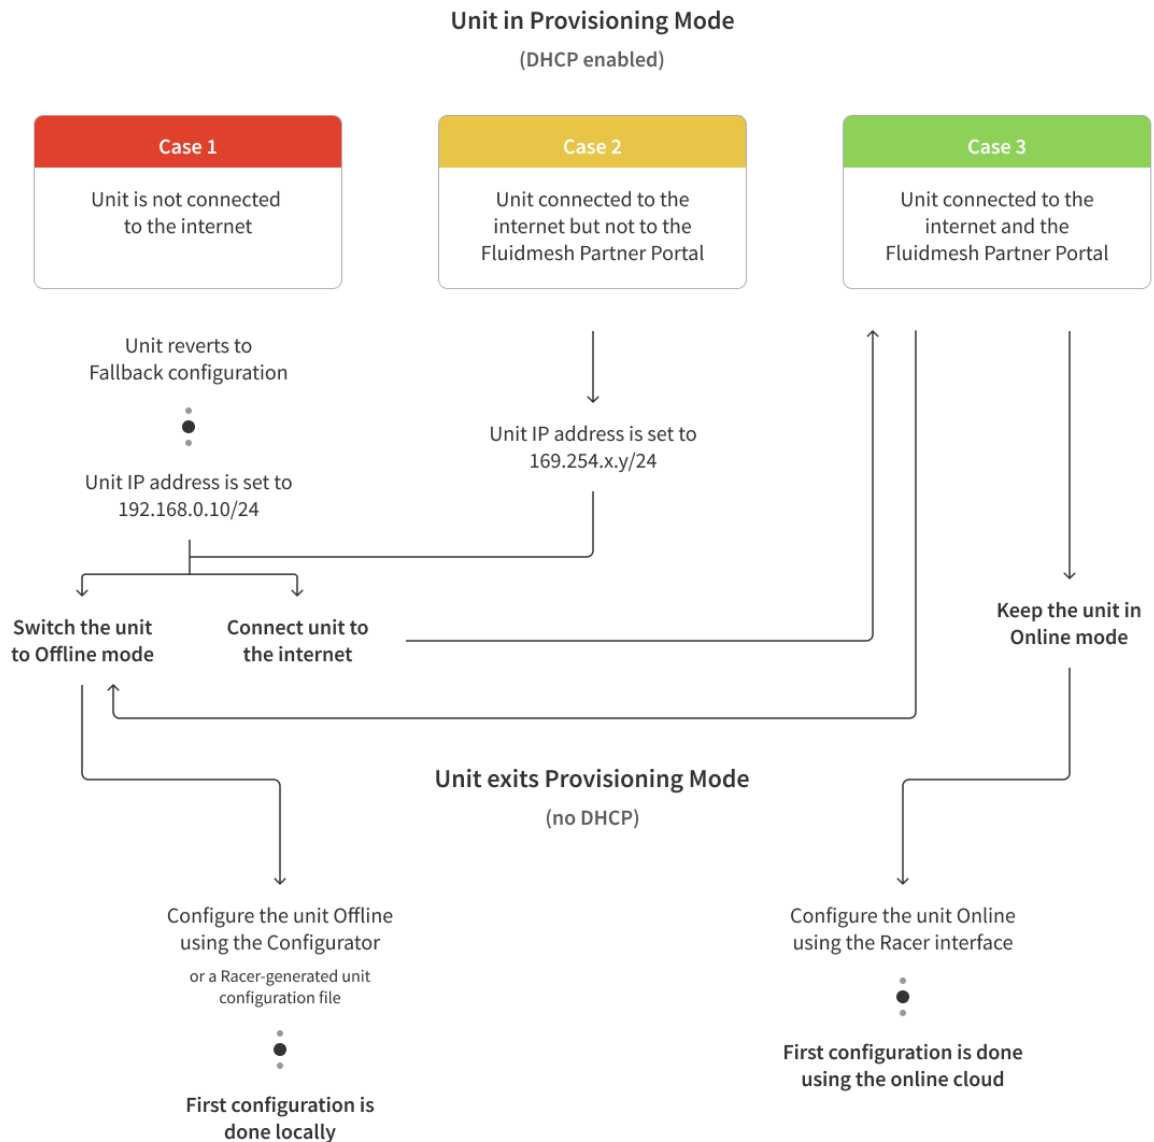 Unit in Provisioning Mode
(DHCP enabled)
Case 1
Unit is not connected
to the internet
Case 2
Unit connected to the
internet but not to the
Fluidmesh Partner Portal
Case 3
Unit connected to the
internet and the
Fluidmesh Partner Portal
Unit reverts to
Fallback configuration
Unit IP address is set to
192.168.0.10/24
Unit IP address is set to
169.254.x.y/24
Switch the unit
to Offline mode
Connect unit to
the internet
Keep the unit in
Online mode
Unit exits Provisioning Mode
(no DHCP)
Configure the unit Offline
using the Configurator
or a Racer-generated unit
configuration file
First configuration is
done locally
Configure the unit Online
using the Racer interface
First configuration is done
using the online cloud